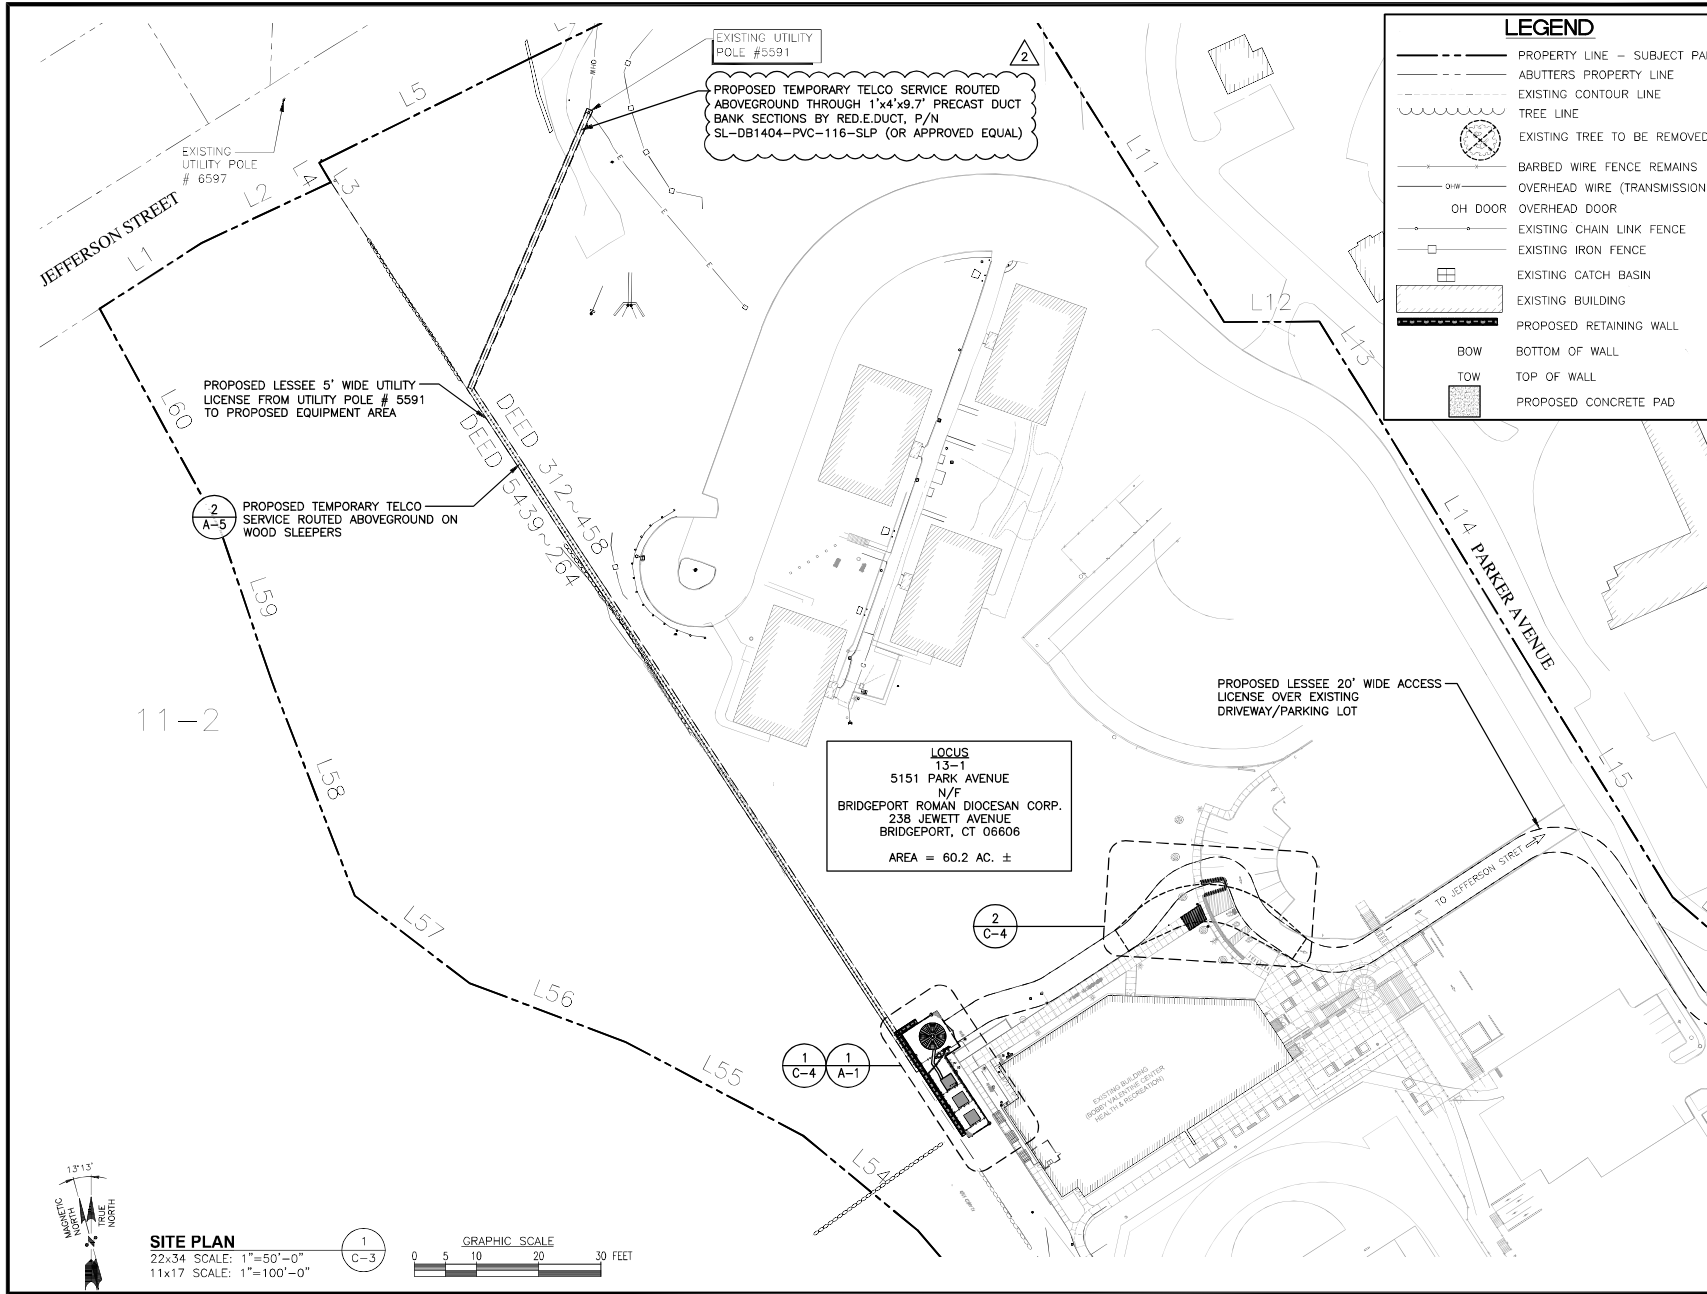 EXISTING UTILITY
POLE #5591
2
PROPOSED TEMPORARY TELCO SERVICE ROUTED
ABOVEGROUND THROUGH 1'x4'x9.7' PRECAST DUCT
BANK SECTIONS BY RED.E.DUCT, P/N
SL-DB1404-PVC-116-SLP (OR APPROVED EQUAL)
LEGEND
PROPERTY LINE - SUBJECT
ABUTTERS PROPERTY LINE
EXISTING CONTOUR LINE
TREE LINE
EXISTING TREE TO BE REMOVED
BARBED WIRE FENCE REMAINS
OHW OVERHEAD WIRE (TRANSMISSION
OH DOOR OVERHEAD DOOR
EXISTING CHAIN LINK FENCE
EXISTING IRON FENCE
EXISTING CATCH BASIN
EXISTING BUILDING
PROPOSED RETAINING WALL
BOW BOTTOM OF WALL
TOW TOP OF WALL
PROPOSED CONCRETE PAD
EXISTING
UTILITY POLE
# 6597
JEFFERSON STREET
L1
L2
L3
L4
L5
OHW
E
E
E
L11
L12
L13
L14
PARKER AVENUE
L15
L60
L59
L58
L57
L56
L55
L54
11-2
PROPOSED LESSEE 5' WIDE UTILITY
LICENSE FROM UTILITY POLE # 5591
TO PROPOSED EQUIPMENT AREA
DEED 312~458
DEED 5439~264
2
A-5
PROPOSED TEMPORARY TELCO
SERVICE ROUTED ABOVEGROUND ON
WOOD SLEEPERS
PROPOSED LESSEE 20' WIDE ACCESS
LICENSE OVER EXISTING
DRIVEWAY/PARKING LOT
LOCUS
13-1
5151 PARK AVENUE
N/F
BRIDGEPORT ROMAN DIOCESAN CORP.
238 JEWETT AVENUE
BRIDGEPORT, CT 06606
AREA = 60.2 AC. ±
TO JEFFERSON STRET
2
C-4
1
C-4
1
A-1
EXISTING BUILDING
(BOBBY VALENTINE CENTER
HEALTH & RECREATION)
13°13'
MAGNETIC
NORTH
TRUE
NORTH
SITE PLAN
22x34 SCALE: 1"=50'-0"
11x17 SCALE: 1"=100'-0"
1
C-3
GRAPHIC SCALE
0 5 10 20 30 FEET